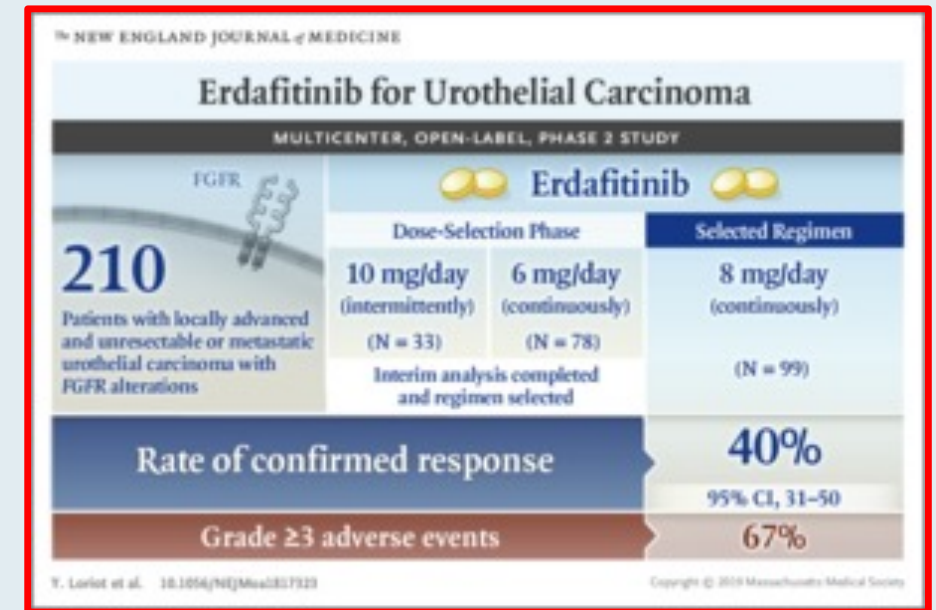 The NEW ENGLAND JOURNAL of MEDICINE
Erdafitinib for Urothelial Carcinoma
MULTICENTER, OPEN-LABEL, PHASE 2 STUDY
FGFR
210
Patients with locally advanced
and unresectable or metastatic
urothelial carcinoma with
FGFR alterations
Erdafitinib
Dose-Selection Phase
10 mg/day
(intermittently)
(N = 33)
6 mg/day
(continuously)
(N = 78)
Interim analysis completed
and regimen selected
Selected Regimen
8 mg/day
(continuously)
(N = 99)
Rate of confirmed response
40%
95% CI, 31–50
Grade ≥3 adverse events
67%
Y. Loriot et al. 10.1056/NEJMoa1817323
Copyright © 2019 Massachusetts Medical Society